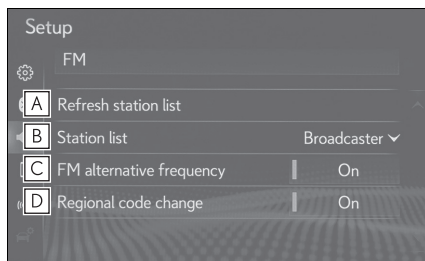 Setup
FM
A Refresh station list
B Station list Broadcaster
C FM alternative frequency On
D Regional code change On